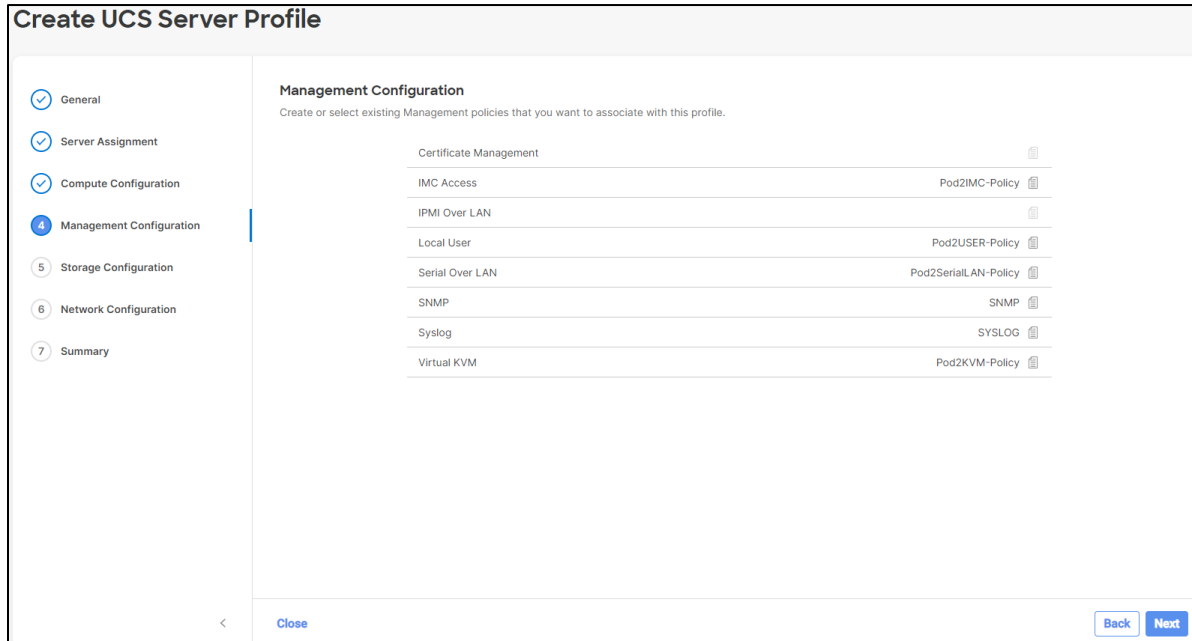 Create UCS Server Profile
General
Server Assignment
Compute Configuration
4 Management Configuration
5 Storage Configuration
6 Network Configuration
7 Summary
Management Configuration
Create or select existing Management policies that you want to associate with this profile.
Certificate Management
IMC Access Pod2IMC-Policy
IPMI Over LAN
Local User Pod2USER-Policy
Serial Over LAN Pod2SerialLAN-Policy
SNMP SNMP
Syslog SYSLOG
Virtual KVM Pod2KVM-Policy
< Close Back Next